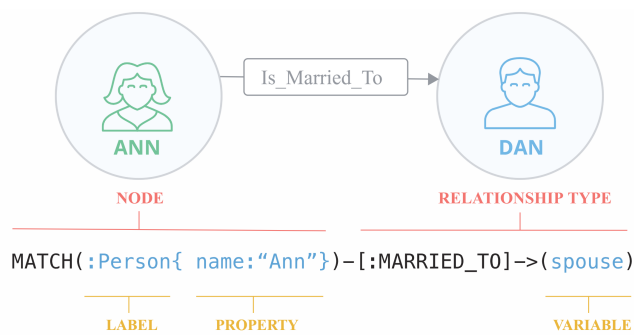 Is_Married_To
ANN
DAN
NODE
RELATIONSHIP TYPE
MATCH(:Person{ name:“Ann”})-[:MARRIED_TO]->(spouse)
LABEL
PROPERTY
VARIABLE